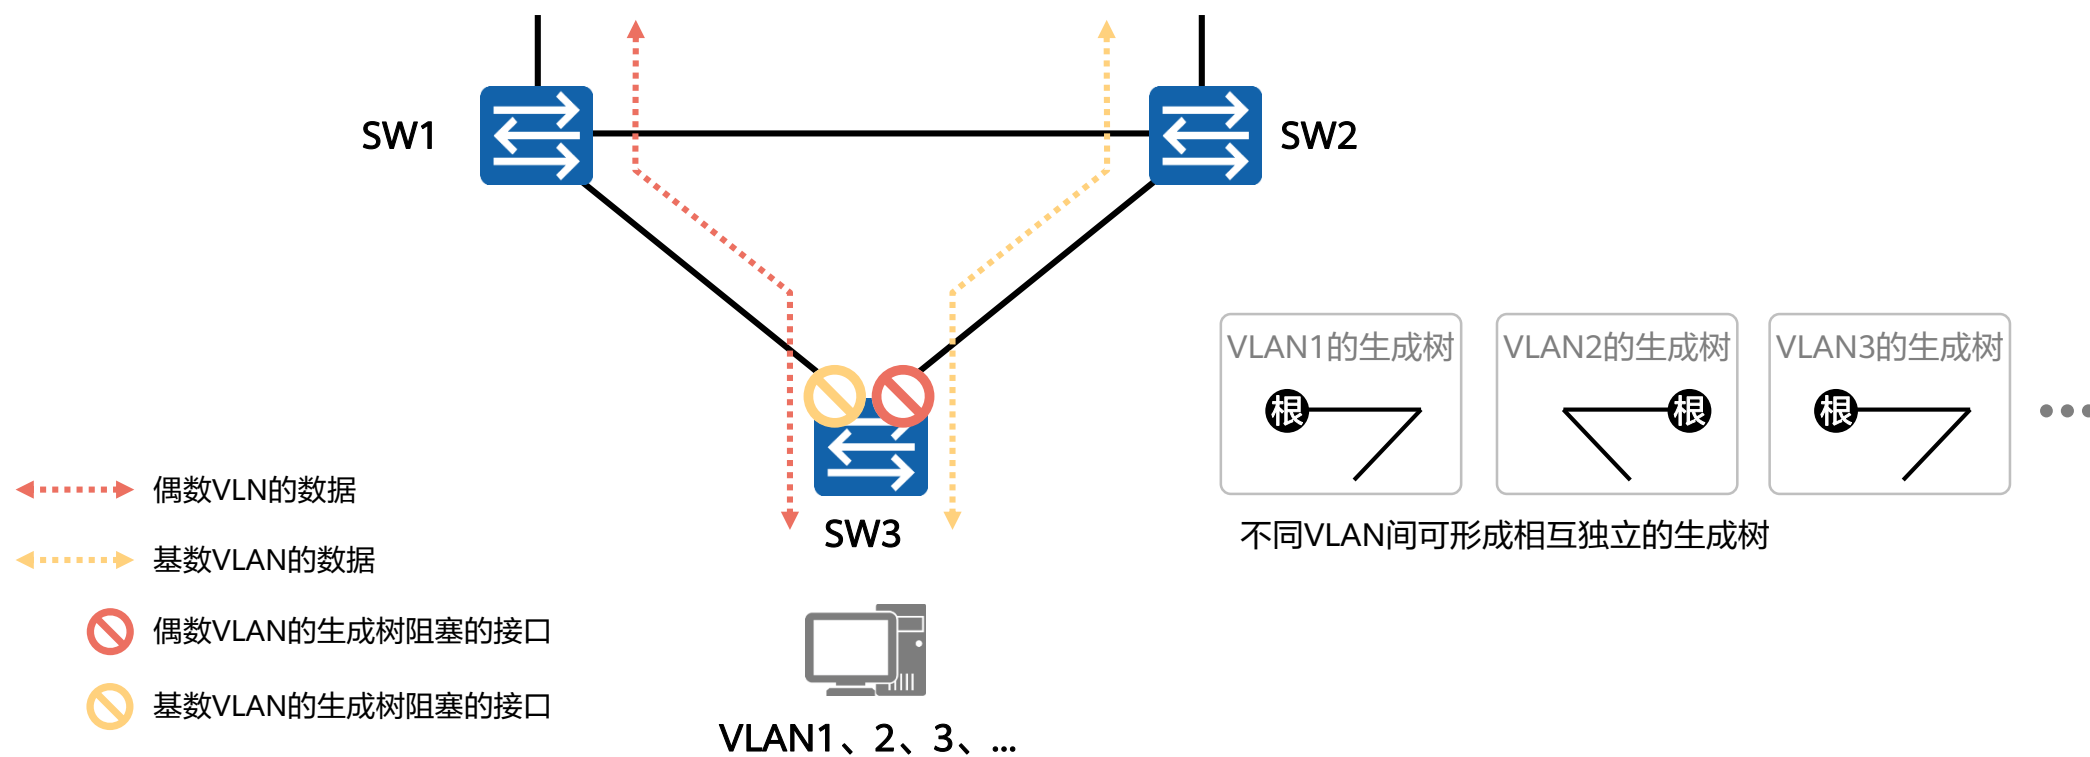 SW1
SW2
VLAN1的生成树
VLAN2的生成树
VLAN3的生成树
根
根
根
偶数VLN的数据
SW3
不同VLAN间可形成相互独立的生成树
基数VLAN的数据
偶数VLAN的生成树阻塞的接口
基数VLAN的生成树阻塞的接口
VLAN1、2、3、...